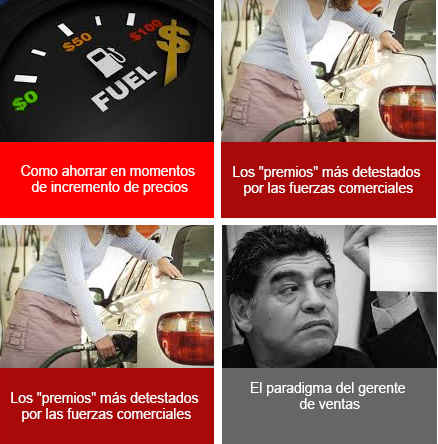 $0
$50
$100
$
FUEL
Como ahorrar en momentos
de incremento de precios
Los "premios" más detestados
por las fuerzas comerciales
Los "premios" más detestados
por las fuerzas comerciales
El paradigma del gerente
de ventas